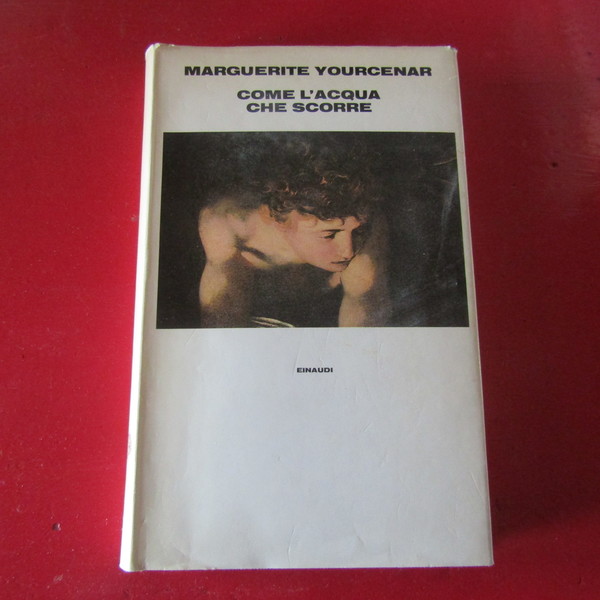 MARGUERITE YOURCENAR
COME L'ACQUA
CHE SCORRE
EINAUDI